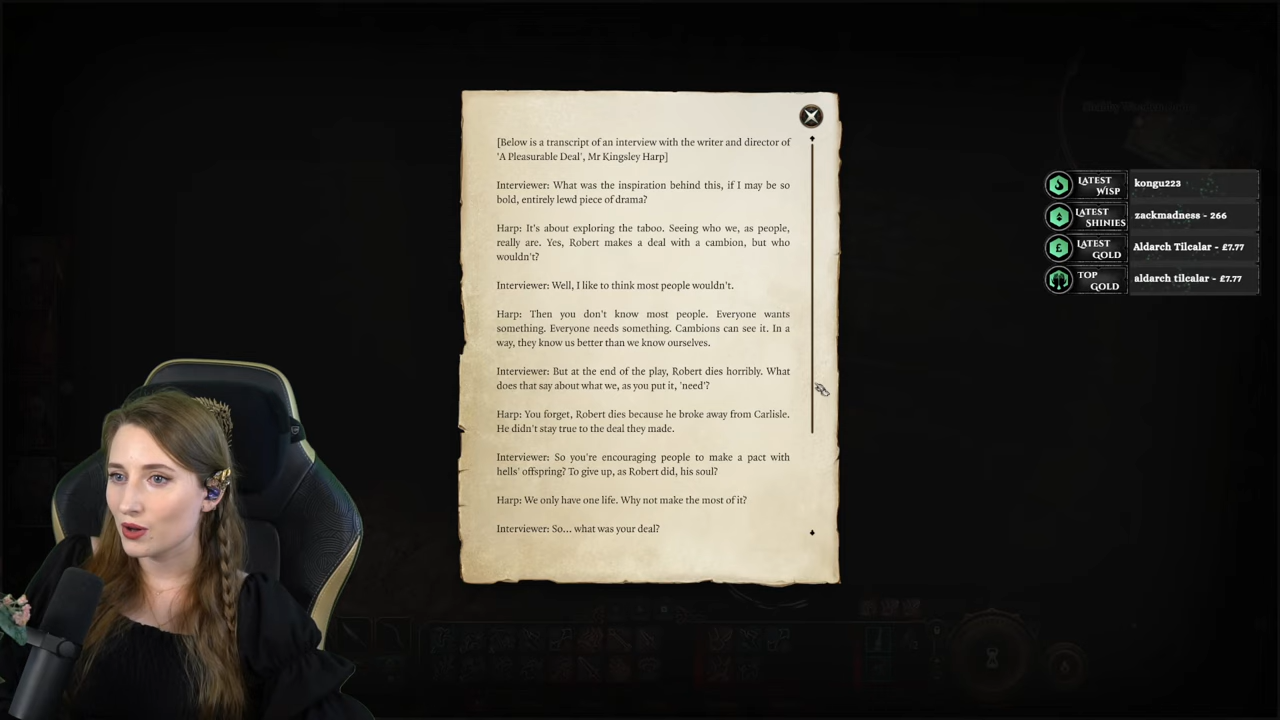 [Below is a transcript of an interview with the writer and director of
'A Pleasurable Deal', Mr Kingsley Harp]
Interviewer: What was the inspiration behind this, if I may be so
bold, entirely lewd piece of drama?
Harp: It's about exploring the taboo. Seeing who we, as people,
really are. Yes, Robert makes a deal with a cambion, but who
wouldn't?
Interviewer: Well, I like to think most people wouldn't.
Harp: Then you don't know most people. Everyone wants
something. Everyone needs something. Cambions can see it. In a
way, they know us better than we know ourselves.
Interviewer: But at the end of the play, Robert dies horribly. What
does that say about what we, as you put it, 'need'?
Harp: You forget, Robert dies because he broke away from Carlisle.
He didn't stay true to the deal they made.
Interviewer: So you're encouraging people to make a pact with
hells' offspring? To give up, as Robert did, his soul?
Harp: We only have one life. Why not make the most of it?
Interviewer: So... what was your deal?
LATEST
WISP
kongu223
LATEST
SHINIES
zackmadness - 266
£
LATEST
GOLD
Aldarch Tilcalar - £7.77
TOP
GOLD
aldarch tilcalar - £7.77